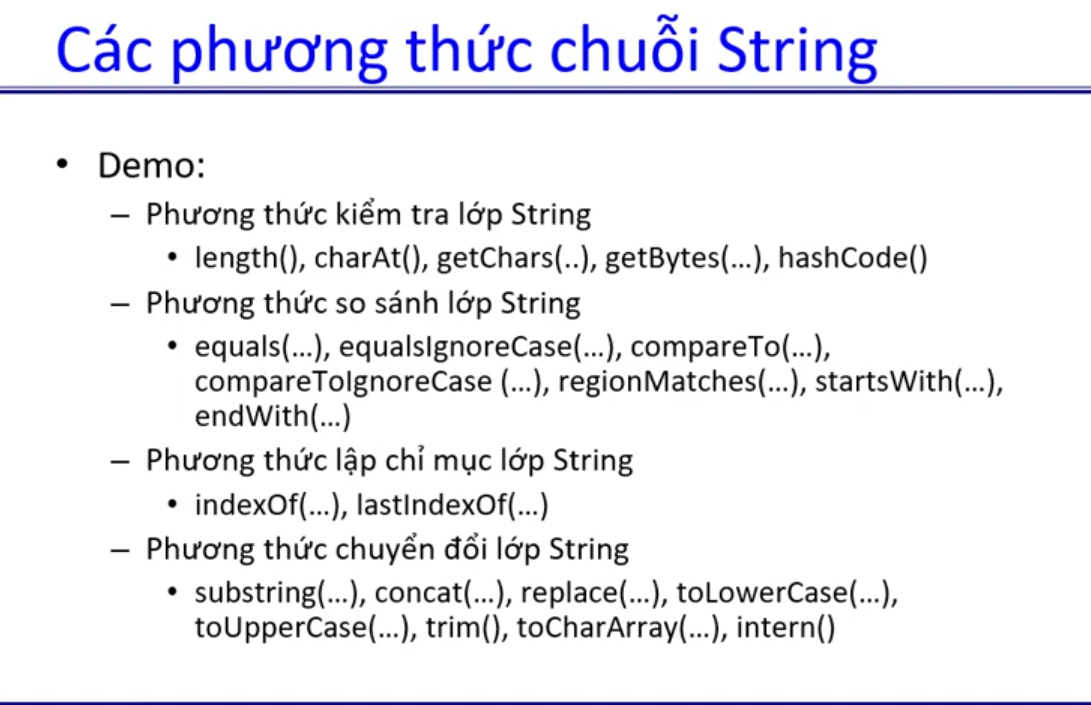 Các phương thức chuỗi String
• Demo:
– Phương thức kiểm tra lớp String
• length(), charAt(), getChars(..), getBytes(...), hashCode()
– Phương thức so sánh lớp String
• equals(...), equalsIgnoreCase(...), compareTo(...),
compareToIgnoreCase (...), regionMatches(...), startsWith(...),
endWith(...)
– Phương thức lập chỉ mục lớp String
• indexOf(...), lastIndexOf(...)
– Phương thức chuyển đổi lớp String
• substring(...), concat(...), replace(...), toLowerCase(...),
toUpperCase(...), trim(), toCharArray(...), intern()